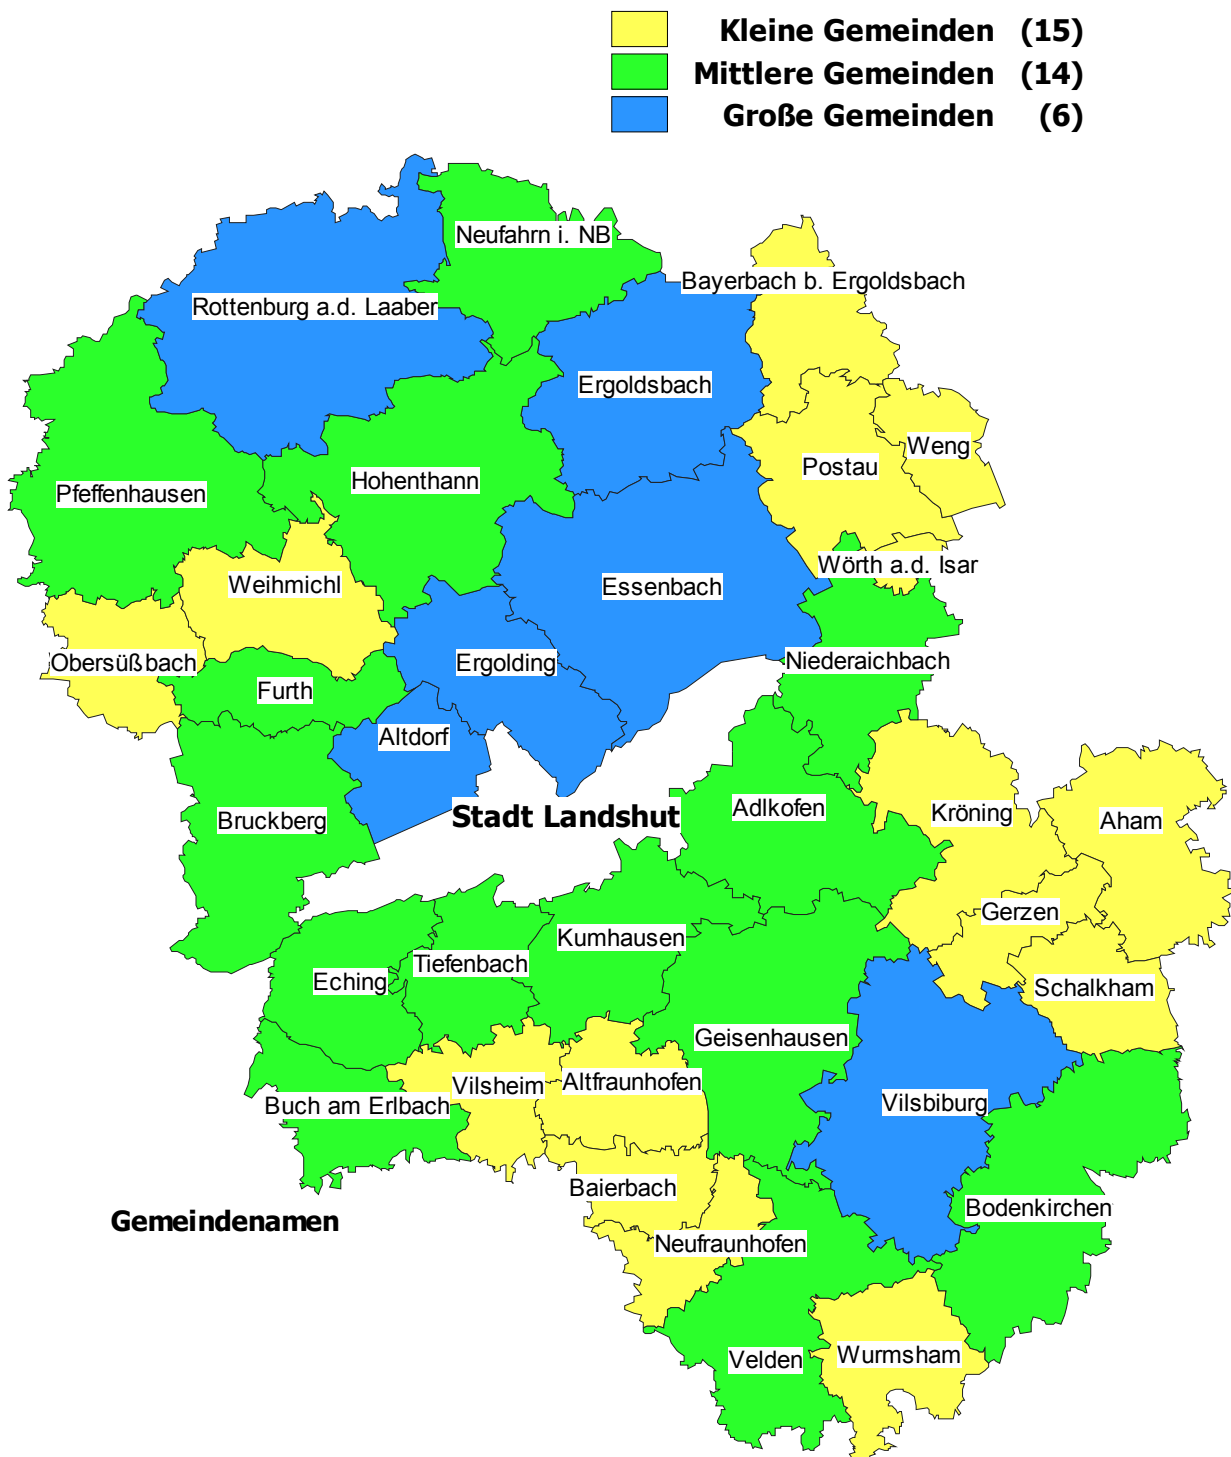 Kleine Gemeinden (15)
Mittlere Gemeinden (14)
Große Gemeinden (6)
Neufahrn i. NB
Bayerbach b. Ergoldsbach
Rottenburg a.d. Laaber
Ergoldsbach
Weng
Postau
Hohenthann
Pfeffenhausen
Wörth a.d. Isar
Weihmichl
Essenbach
Obersüßbach
Ergolding
Niederaichbach
Furth
Altdorf
Adlkofen
Kröning
Stadt Landshut
Bruckberg
Aham
Gerzen
Kumhausen
Tiefenbach
Eching
Schalkham
Geisenhausen
Vilsheim
Altfraunhofen
Buch am Erlbach
Vilsbiburg
Baierbach
Bodenkirchen
Gemeindenamen
Neufraunhofen
Velden
Wurmsham